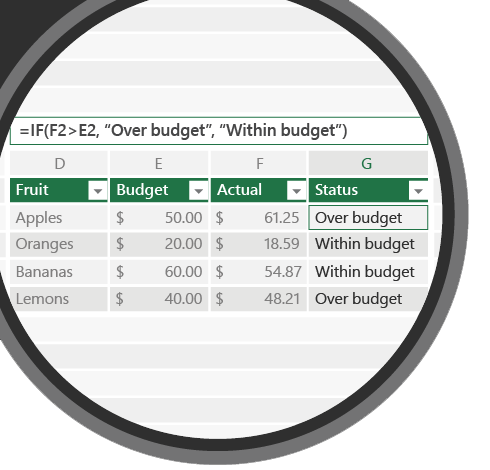 =IF(F2>E2, “Over budget”, “Within budget”)
D E F G
Fruit Budget Actual Status
Apples $ 50.00 $ 61.25 Over budget
Oranges $ 20.00 $ 18.59 Within budget
Bananas $ 60.00 $ 54.87 Within budget
Lemons $ 40.00 $ 48.21 Over budget